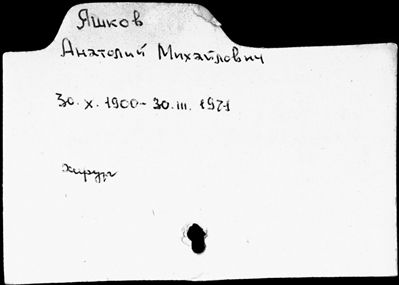 Яшков
Анатолий Михайлович
30. X. 1900 - 30. III. 1971
хирург